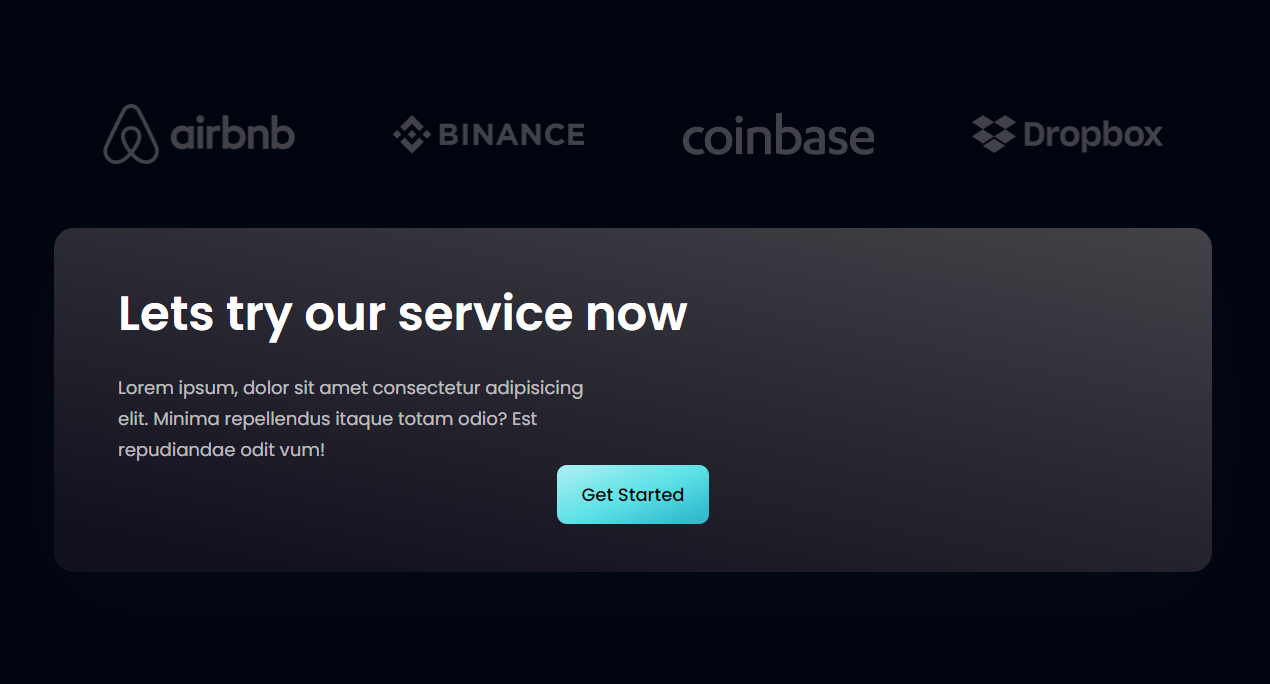 airbnb
BINANCE
coinbase
Dropbox
Lets try our service now
Lorem ipsum, dolor sit amet consectetur adipisicing
elit. Minima repellendus itaque totam odio? Est
repudiandae odit vum!
Get Started